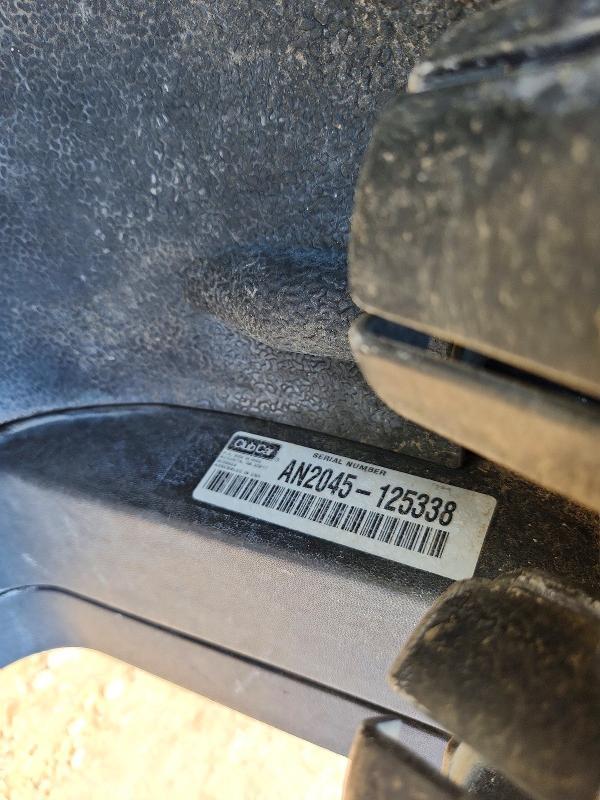 Club Car
SERIAL NUMBER
AN2045-125338